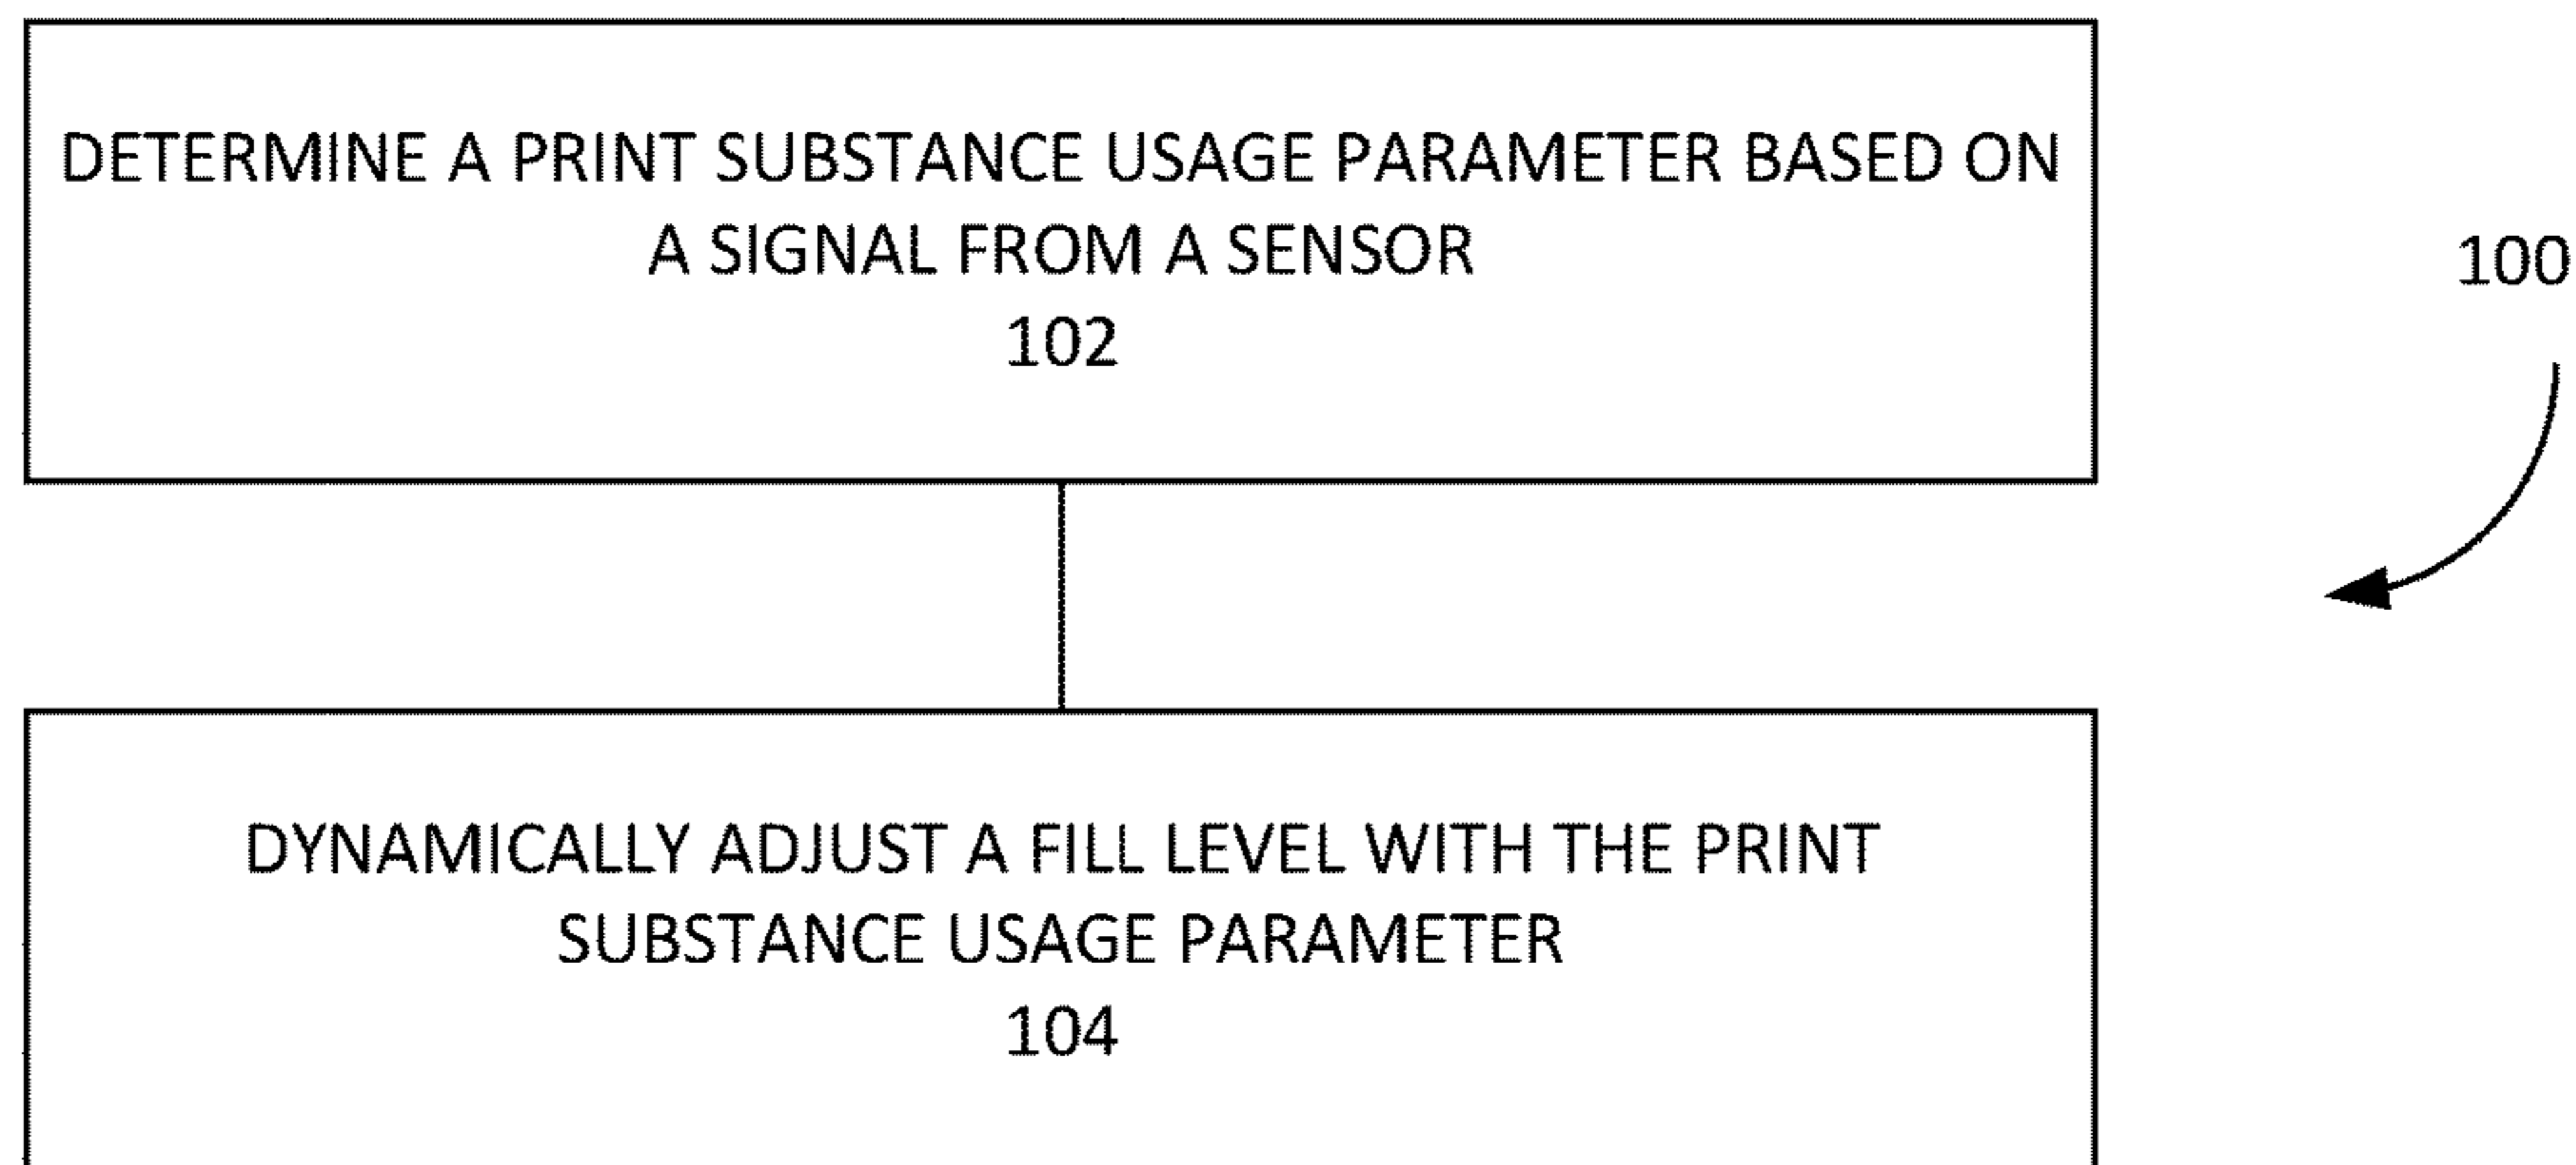 DETERMINE A PRINT SUBSTANCE USAGE PARAMETER BASED ON
A SIGNAL FROM A SENSOR
102
100
DYNAMICALLY ADJUST A FILL LEVEL WITH THE PRINT
SUBSTANCE USAGE PARAMETER
104